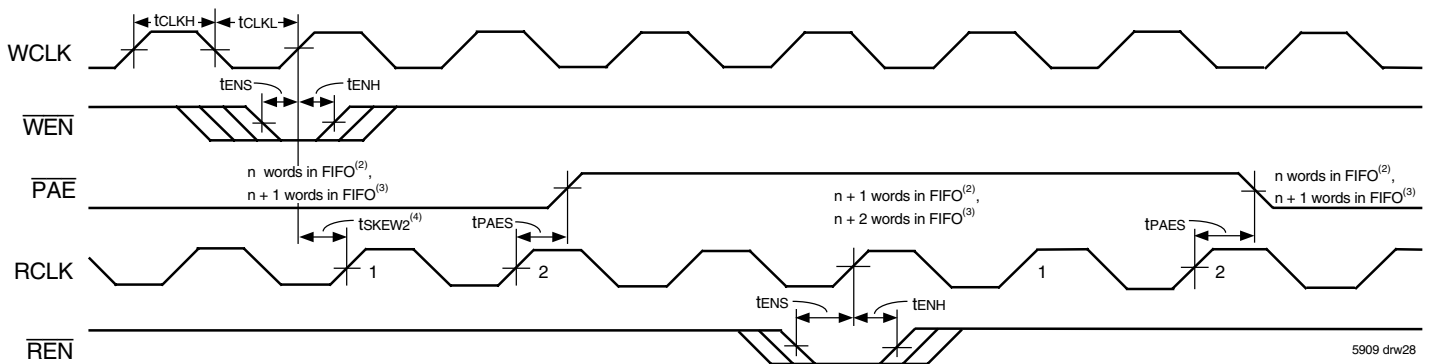 tCLKH
tCLKL
WCLK
tENS
tENH
WEN
n words in FIFO(2),
n + 1 words in FIFO(3)
PAE
n + 1 words in FIFO(2),
n + 2 words in FIFO(3)
n words in FIFO(2),
n + 1 words in FIFO(3)
tSKEW2(4)
tPAES
tPAES
RCLK
1
2
1
2
tENS
tENH
REN
5909 drw28